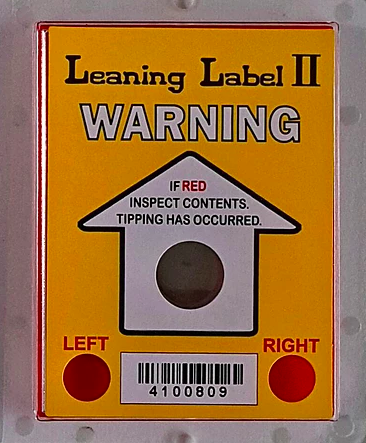 Leaning Label II
WARNING
IF RED
INSPECT CONTENTS.
TIPPING HAS OCCURRED.
LEFT
RIGHT
4100809